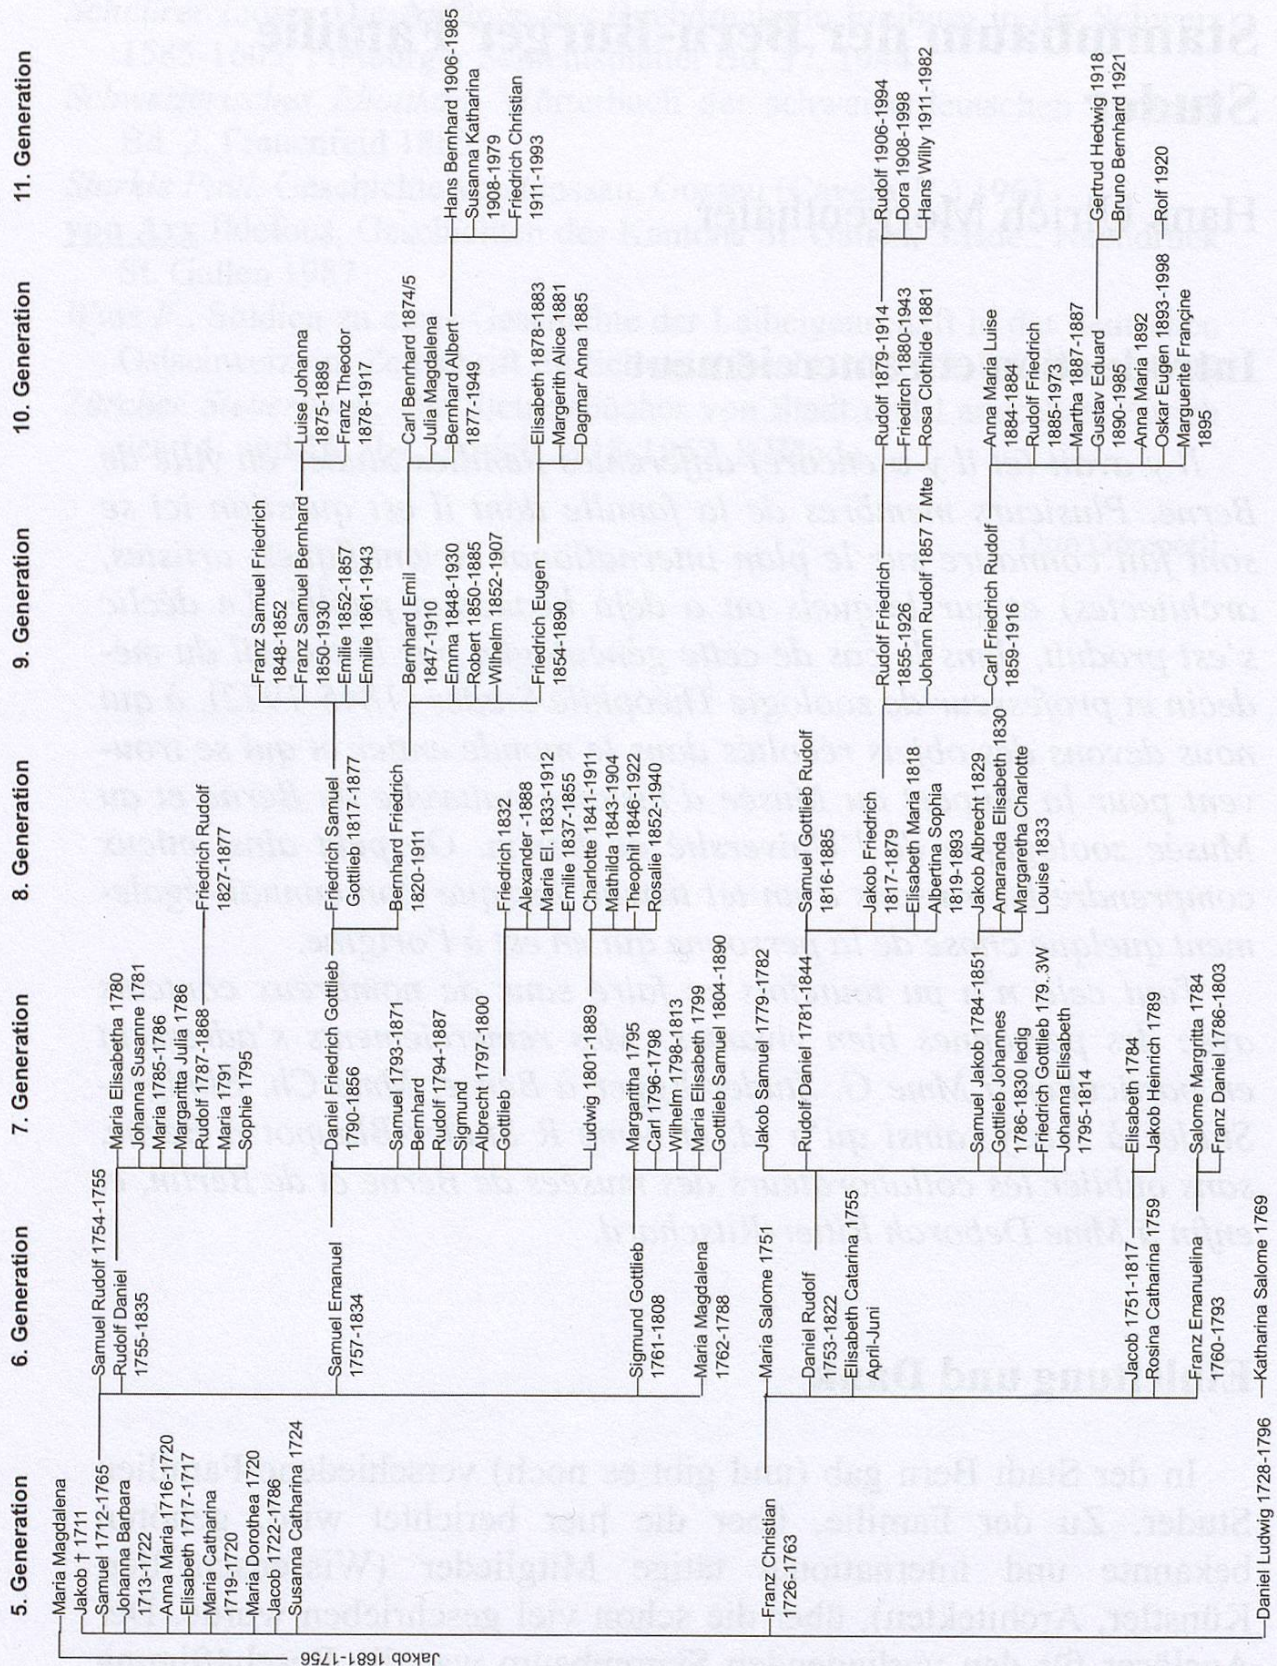 5. Generation
6. Generation
7. Generation
8. Generation
9. Generation
10. Generation
11. Generation
Jakob 1681-1756
Maria Magdalena
Jakob † 1711
Samuel 1712-1765
Johanna Barbara
1713-1722
Anna Maria 1716-1720
Elisabeth 1717-1717
Maria Catharina
1719-1720
Maria Dorothea 1720
Jacob 1722-1786
Susanna Catharina 1724
Franz Christian
1726-1763
Daniel Ludwig 1728-1796
Samuel Rudolf 1754-1755
Rudolf Daniel
1755-1835
Samuel Emanuel
1757-1834
Sigmund Gottlieb
1761-1808
Maria Magdalena
1762-1788
Maria Salome 1751
Daniel Rudolf
1753-1822
Elisabeth Catarina 1755
April-Juni
Jacob 1751-1817
Rosina Catharina 1759
Franz Emanuelina
1760-1793
Katharina Salome 1769
Maria Elisabetha 1780
Johanna Susanne 1781
Maria 1785-1786
Margaritha Julia 1788
Rudolf 1787-1868
Maria 1790
Sophie 1795
Daniel Friedrich Gottlieb
1790-1856
Samuel 1793-1871
Bernhard
Rudolf 1794-1887
Sigmund
Albrecht 1797-1800
Gottlieb
Ludwig 1801-1889
Margaretha 1795
Carl 1796-1798
Wilhelm 1798-1813
Maria Elisabeth 1799
Gottlieb Samuel 1804-1890
Jakob Samuel 1779-1782
Rudolf Daniel 1781-1844
Samuel Jakob 1784-1851
Gottlieb Johannes
1786-1830 ledig
Friedrich Gottlieb 179..3W
Johanna Elisabeth
1795-1814
Elisabeth 1784
Jakob Heinrich 1789
Salome Margritta 1784
Franz Daniel 1786-1803
Friedrich Rudolf
1827-1877
Friedrich Samuel
Gottlieb 1817-1877
Bernhard Friedrich
1820-1911
Friedrich 1832
Alexander -1888
Maria Eli 1833-1912
Emilie 1837-1855
Charlotte 1841-1911
Mathilda 1843-1904
Theophil 1846-1922
Rosalie 1852-1940
Samuel Gottlieb Rudolf
1816-1889
Jakob Friedrich
1817-1879
Elisabeth Maria 1818
Albertina Sophia
1819-1893
Jakob Albrecht 1829
Amaranda Elisabeth 1830
Margaritha Charlotte
Louise 1833
Franz Samuel Friedrich
1848-1852
Franz Samuel Bernhard
1850-1930
Emilie 1852-1857
Emilie 1861-1943
Bernhard Emil
1847-1910
Emma 1848-1930
Robert 1850-1885
Wilhelm 1852-1907
Friedrich Eugen
1854-1890
Rudolf Friedrich
1855-1926
Johann Rudolf 1857 Mte
Carl Friedrich Rudolf
1859-1916
Luise Johanna
1875-1889
Franz Theodor
1878-1917
Carl Bernhard 1874/5
Julia Magdalena
Bernhard Albert
1877-1949
Elisabeth 1878-1883
Margerith Alice 1881
Dagmar Anna 1885
Rudolf 1878-1914
Friedrich 1880-1943
Rosa Clothilde 1881
Anna Maria Luise
1884-1884
Rudolf Friedrich
1885-1973
Martha 1887-1887
Gustav Eduard
1890-1983
Anna Maria 1892
Oskar Eugen 1893-1998
Marguerite Françine
1895
Hans Bernhard 1906-1985
Susanna Katharina
1908-1979
Friedrich Christian
1911-1993
Rudolf 1906-1994
Dora 1908-1998
Hans Willy 1911-1982
Gertrud Hedwig 1918
Bruno Bernhard 1921
Rolf 1920